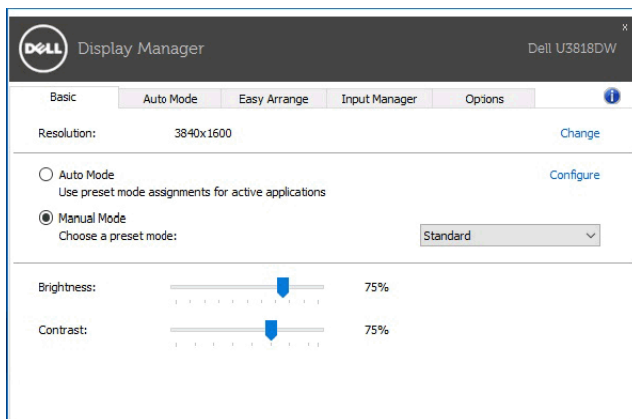 DELL Display Manager Dell U3818DW x
Basic Auto Mode Easy Arrange Input Manager Options i
Resolution: 3840x1600 Change
Auto Mode Configure
Use preset mode assignments for active applications
Manual Mode
Choose a preset mode: Standard
Brightness: 75%
Contrast: 75%